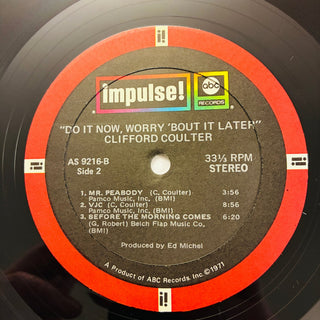 impulse!
abc
RECORDS
"DO IT NOW, WORRY 'BOUT IT LATER"
CLIFFORD COULTER
AS 9216-B
Side 2
33⅓ RPM
STEREO
1. MR. PEABODY (C. Coulter) 3:56
Pamco Music, Inc. (BMI)
2. VJC (C. Coulter) 8:56
Pamco Music, Inc. (BMI)
3. BEFORE THE MORNING COMES 6:20
(G. Robert) Beich Flap Music Co.
(BMI)
Produced by Ed Michel
A Product of ABC Records, Inc. ©1971